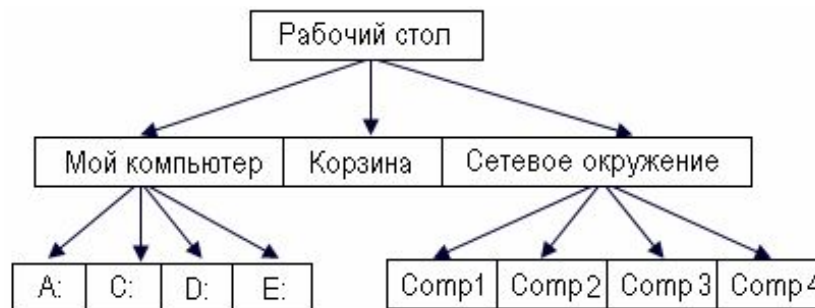 Рабочий стол
Мой компьютер Корзина Сетевое окружение
A: C: D: E: Comp1 Comp2 Comp3 Comp4